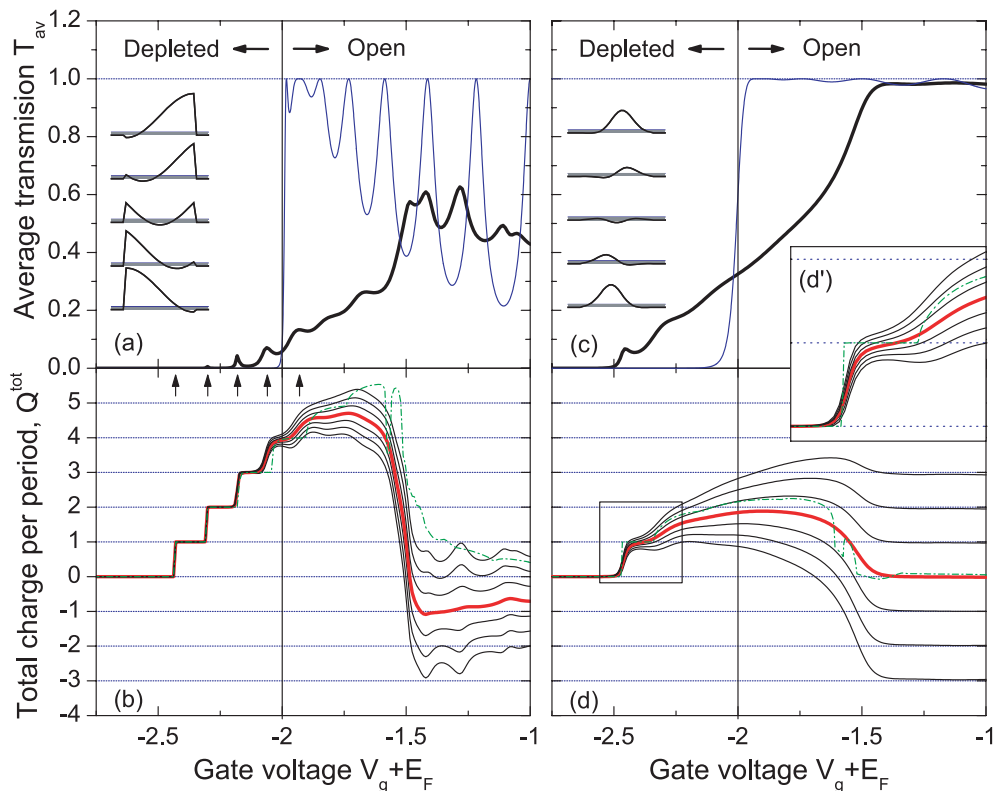 Average transmision T_av
1.2
1.0
0.8
0.6
0.4
0.2
0.0
Depleted
Open
(a)
Depleted
Open
(c)
(d')
Total charge per period, Q^tot
5
4
3
2
1
0
-1
-2
-3
-4
(b)
(d)
-2.5
-2
-1.5
-1
-2.5
-2
-1.5
-1
Gate voltage V_g+E_F
Gate voltage V_g+E_F